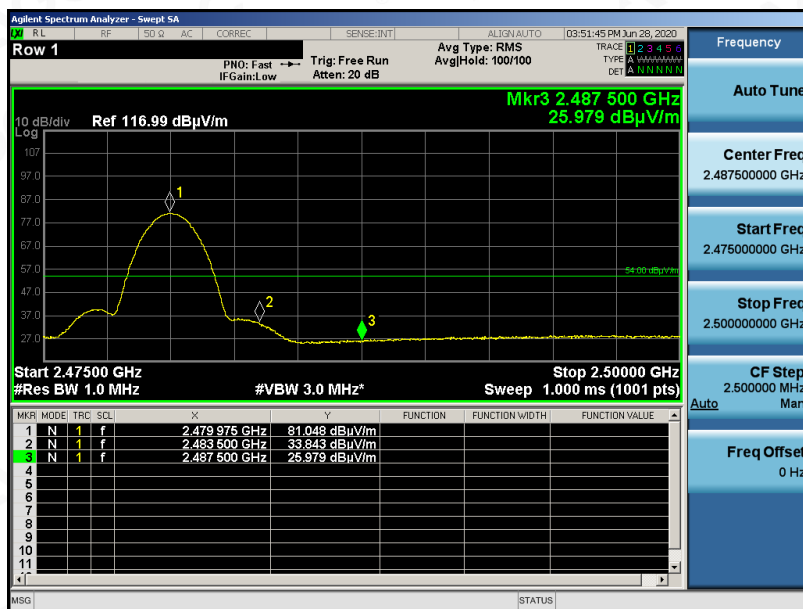 Agilent Spectrum Analyzer - Swept SA
LXI RL RF 50 Ω AC CORREC SENSE:INT ALIGN AUTO 03:51:45 PM Jun 28, 2020
Row 1
PNO: Fast
IFGain:Low
Trig: Free Run
Atten: 20 dB
Avg Type: RMS
Avg|Hold: 100/100
TRACE 1 2 3 4 5 6
TYPE A WWWWW
DET A N N N N N
Mkr3 2.487 500 GHz
25.979 dBµV/m
10 dB/div Ref 116.99 dBµV/m
Log
107
97.0
87.0
77.0
67.0
57.0
47.0
37.0
27.0
1
2
3
54.00 dBµV/m
Start 2.47500 GHz Stop 2.50000 GHz
#Res BW 1.0 MHz #VBW 3.0 MHz* Sweep 1.000 ms (1001 pts)
MKR MODE TRC SCL X Y FUNCTION FUNCTION WIDTH FUNCTION VALUE
1 N 1 f 2.479 975 GHz 81.048 dBµV/m
2 N 1 f 2.483 500 GHz 33.843 dBµV/m
3 N 1 f 2.487 500 GHz 25.979 dBµV/m
4
5
6
7
8
9
10
11
MSG STATUS
Frequency
Auto Tune
Center Freq
2.487500000 GHz
Start Freq
2.475000000 GHz
Stop Freq
2.500000000 GHz
CF Step
2.500000 MHz
Auto Man
Freq Offset
0 Hz